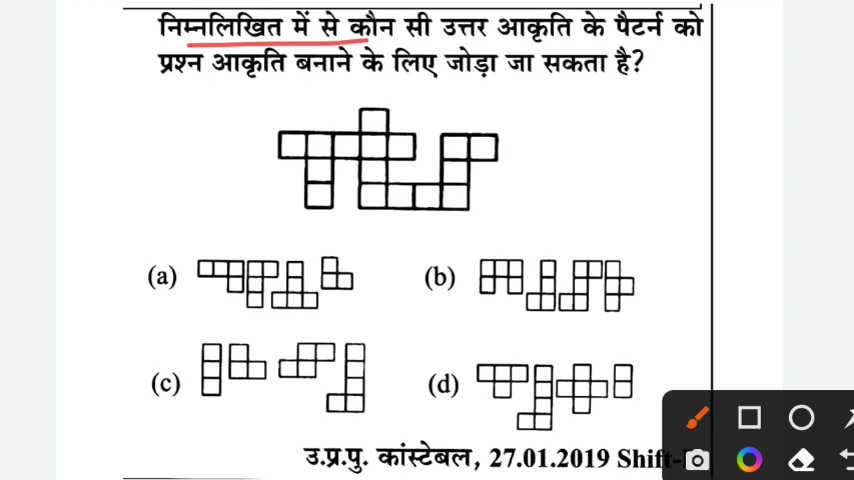 निम्नलिखित में से कौन सी उत्तर आकृति के पैटर्न को
प्रश्न आकृति बनाने के लिए जोड़ा जा सकता है?
(a)
(b)
(c)
(d)
उ.प्र.पु. कांस्टेबल, 27.01.2019 Shift-